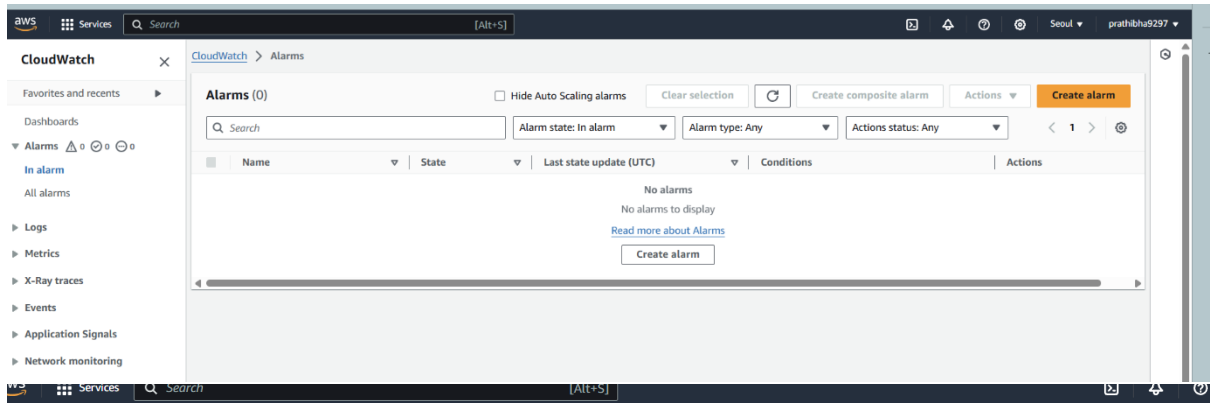 aws Services Search [Alt+S] Seoul prathibha9297
CloudWatch
CloudWatch > Alarms
Favorites and recents
Dashboards
Alarms 0 0 0
In alarm
All alarms
Logs
Metrics
X-Ray traces
Events
Application Signals
Network monitoring
Alarms (0) Hide Auto Scaling alarms Clear selection Create composite alarm Actions Create alarm
Search Alarm state: In alarm Alarm type: Any Actions status: Any < 1 >
Name State Last state update (UTC) Conditions Actions
No alarms
No alarms to display
Read more about Alarms
Create alarm
aws Services Search [Alt+S]